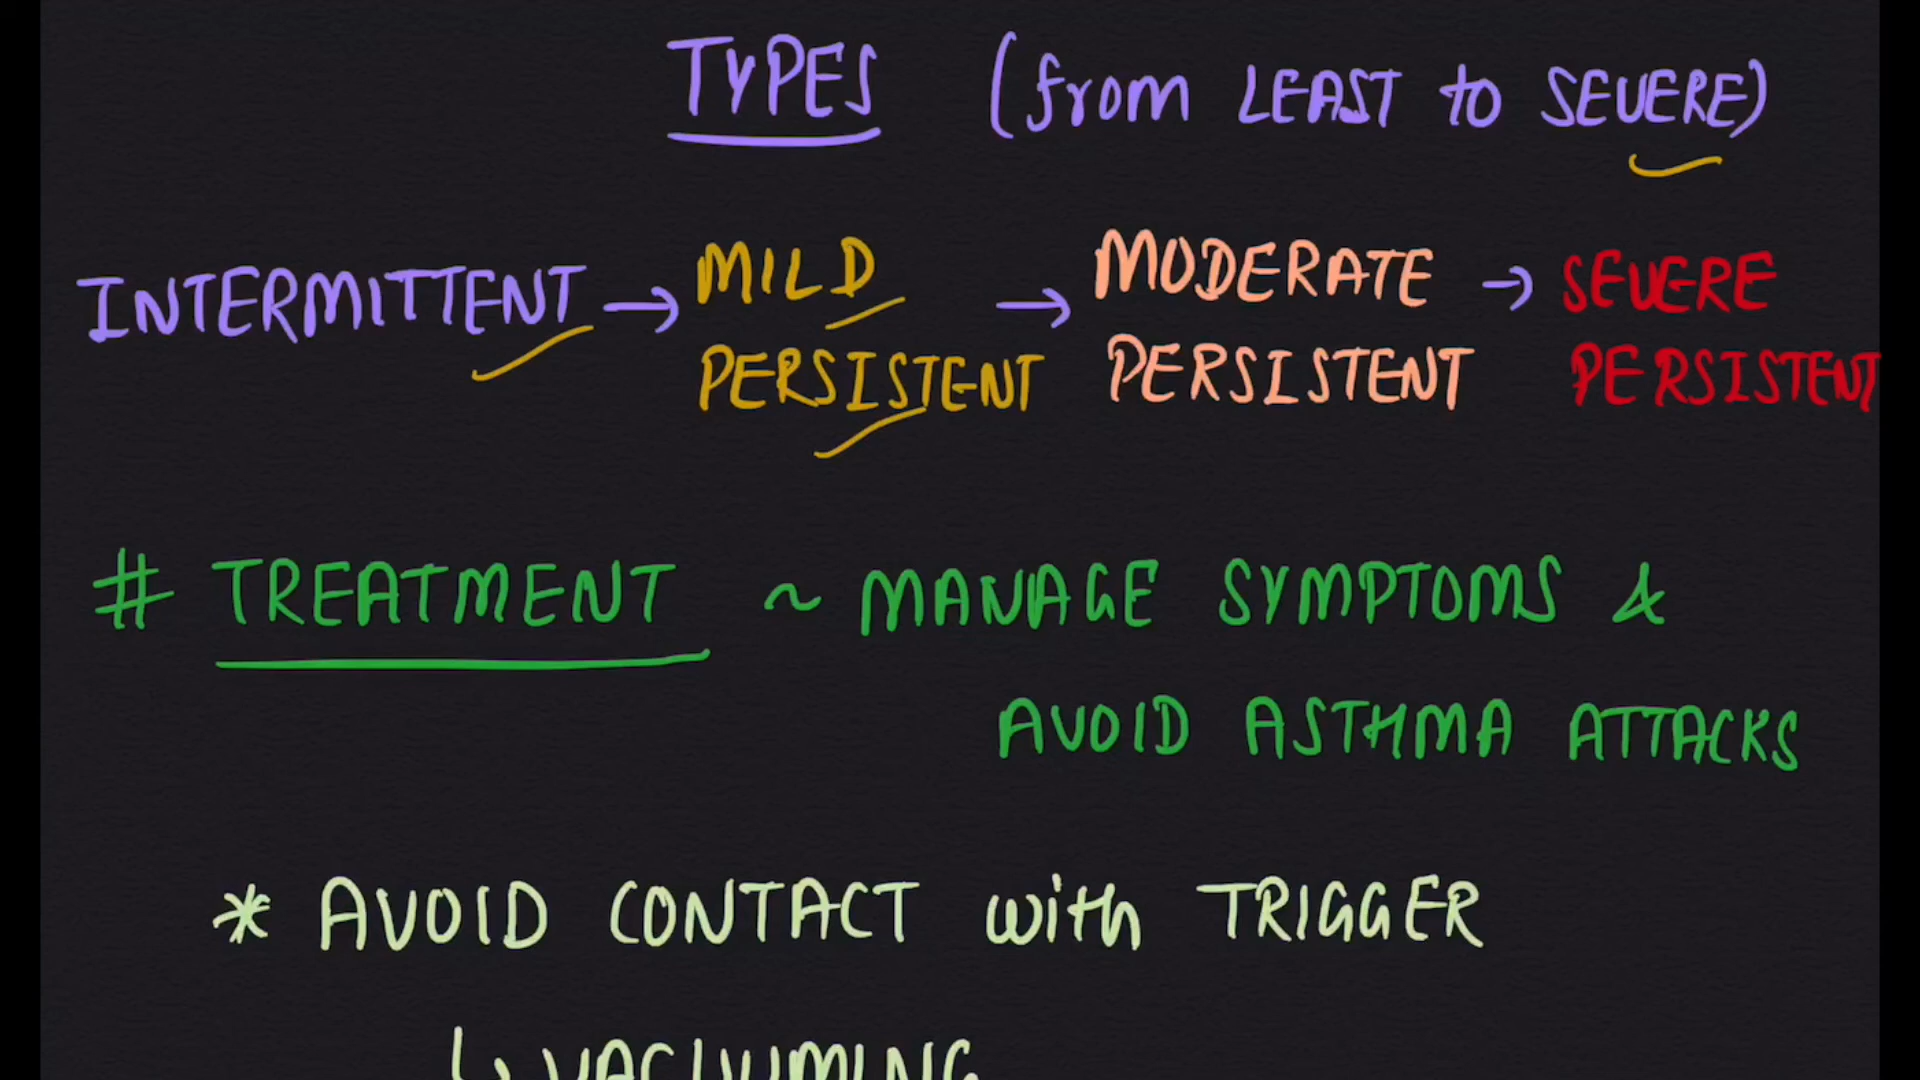 TYPES (from LEAST to SEVERE)
INTERMITTENT → MILD PERSISTENT → MODERATE PERSISTENT → SEVERE PERSISTENT
# TREATMENT ~ MANAGE SYMPTOMS &
AVOID ASTHMA ATTACKS
* AVOID CONTACT with TRIGGER
↳ VACUUMING